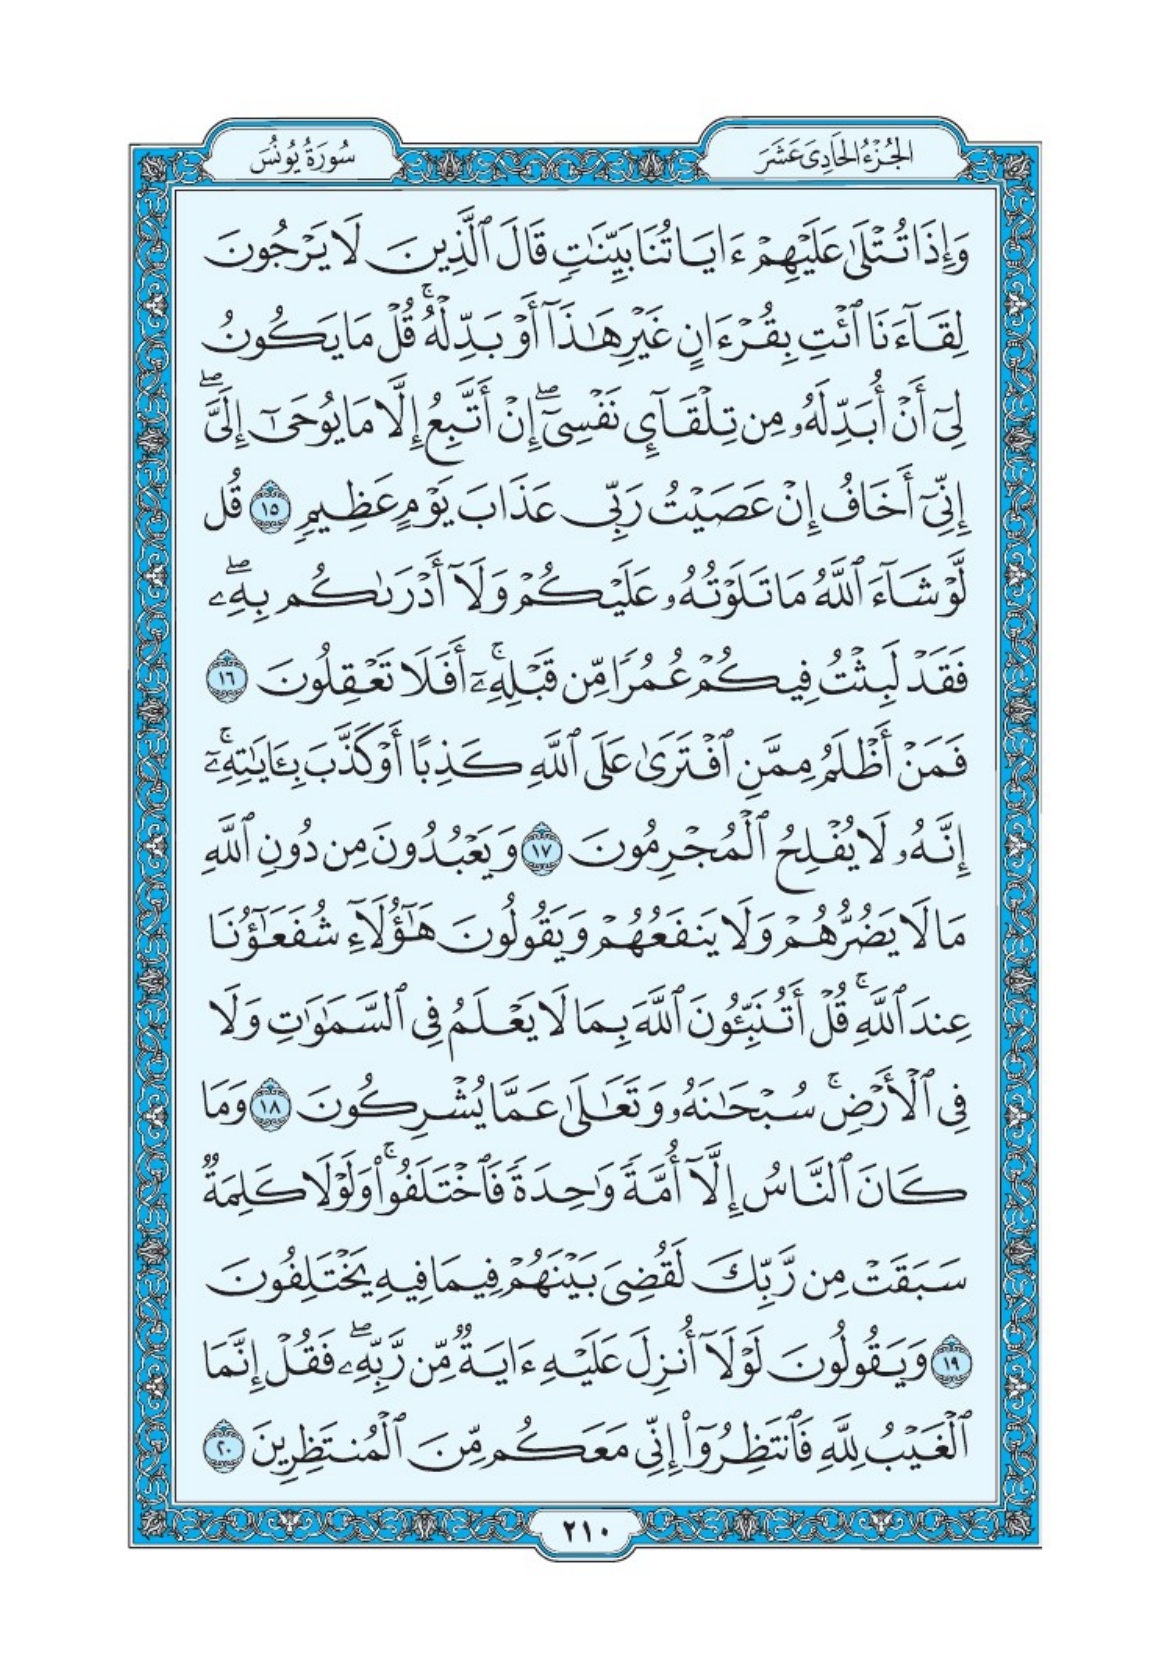 الجُزْءُ الحَادِى عَشَرَ
سُورَةُ يُونُسَ
وَإِذَا تُتْلَىٰ عَلَيْهِمْ ءَايَاتُنَا بَيِّنَٰتٍ قَالَ ٱلَّذِينَ لَا يَرْجُونَ
لِقَآءَنَا ٱئْتِ بِقُرْءَانٍ غَيْرِ هَٰذَآ أَوْ بَدِّلْهُ ۚ قُلْ مَا يَكُونُ
لِىٓ أَنْ أُبَدِّلَهُۥ مِن تِلْقَآئِ نَفْسِىٓ ۖ إِنْ أَتَّبِعُ إِلَّا مَا يُوحَىٰٓ إِلَىَّ ۖ
إِنِّىٓ أَخَافُ إِنْ عَصَيْتُ رَبِّى عَذَابَ يَوْمٍ عَظِيمٍ ١٥ قُل
لَّوْ شَآءَ ٱللَّهُ مَا تَلَوْتُهُۥ عَلَيْكُمْ وَلَآ أَدْرَىٰكُم بِهِۦ ۖ
فَقَدْ لَبِثْتُ فِيكُمْ عُمُرًا مِّن قَبْلِهِۦٓ ۚ أَفَلَا تَعْقِلُونَ ١٦
فَمَنْ أَظْلَمُ مِمَّنِ ٱفْتَرَىٰ عَلَى ٱللَّهِ كَذِبًا أَوْ كَذَّبَ بِـَٔايَٰتِهِۦٓ ۚ
إِنَّهُۥ لَا يُفْلِحُ ٱلْمُجْرِمُونَ ١٧ وَيَعْبُدُونَ مِن دُونِ ٱللَّهِ
مَا لَا يَضُرُّهُمْ وَلَا يَنفَعُهُمْ وَيَقُولُونَ هَٰٓؤُلَآءِ شُفَعَٰٓؤُنَا
عِندَ ٱللَّهِ ۚ قُلْ أَتُنَبِّـُٔونَ ٱللَّهَ بِمَا لَا يَعْلَمُ فِى ٱلسَّمَٰوَٰتِ وَلَا
فِى ٱلْأَرْضِ ۚ سُبْحَٰنَهُۥ وَتَعَٰلَىٰ عَمَّا يُشْرِكُونَ ١٨ وَمَا
كَانَ ٱلنَّاسُ إِلَّآ أُمَّةً وَٰحِدَةً فَٱخْتَلَفُوا۟ ۚ وَلَوْلَا كَلِمَةٌ
سَبَقَتْ مِن رَّبِّكَ لَقُضِىَ بَيْنَهُمْ فِيمَا فِيهِ يَخْتَلِفُونَ
١٩ وَيَقُولُونَ لَوْلَآ أُنزِلَ عَلَيْهِ ءَايَةٌ مِّن رَّبِّهِۦ ۖ فَقُلْ إِنَّمَا
ٱلْغَيْبُ لِلَّهِ فَٱنتَظِرُوٓا۟ إِنِّى مَعَكُم مِّنَ ٱلْمُنتَظِرِينَ ٢٠
٢١٠